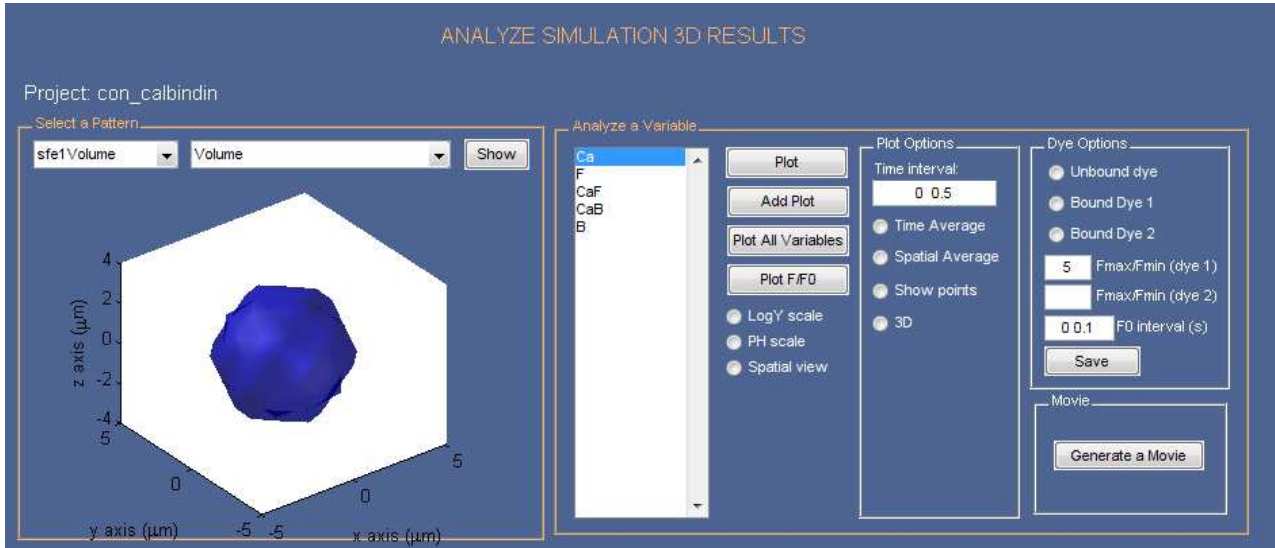 ANALYZE SIMULATION 3D RESULTS
Project: con_calbindin
Select a Pattern
sfe1Volume
Volume
Show
4
2
0
-2
-4
z axis (μm)
5
0
-5
y axis (μm)
-5
0
5
x axis (μm)
Analyze a Variable
Ca
F
CaF
CaB
B
Plot
Add Plot
Plot All Variables
Plot F/F0
LogY scale
PH scale
Spatial view
Plot Options
Time interval:
0 0.5
Time Average
Spatial Average
Show points
3D
Dye Options
Unbound dye
Bound Dye 1
Bound Dye 2
5 Fmax/Fmin (dye 1)
Fmax/Fmin (dye 2)
0 0.1 F0 interval (s)
Save
Movie
Generate a Movie